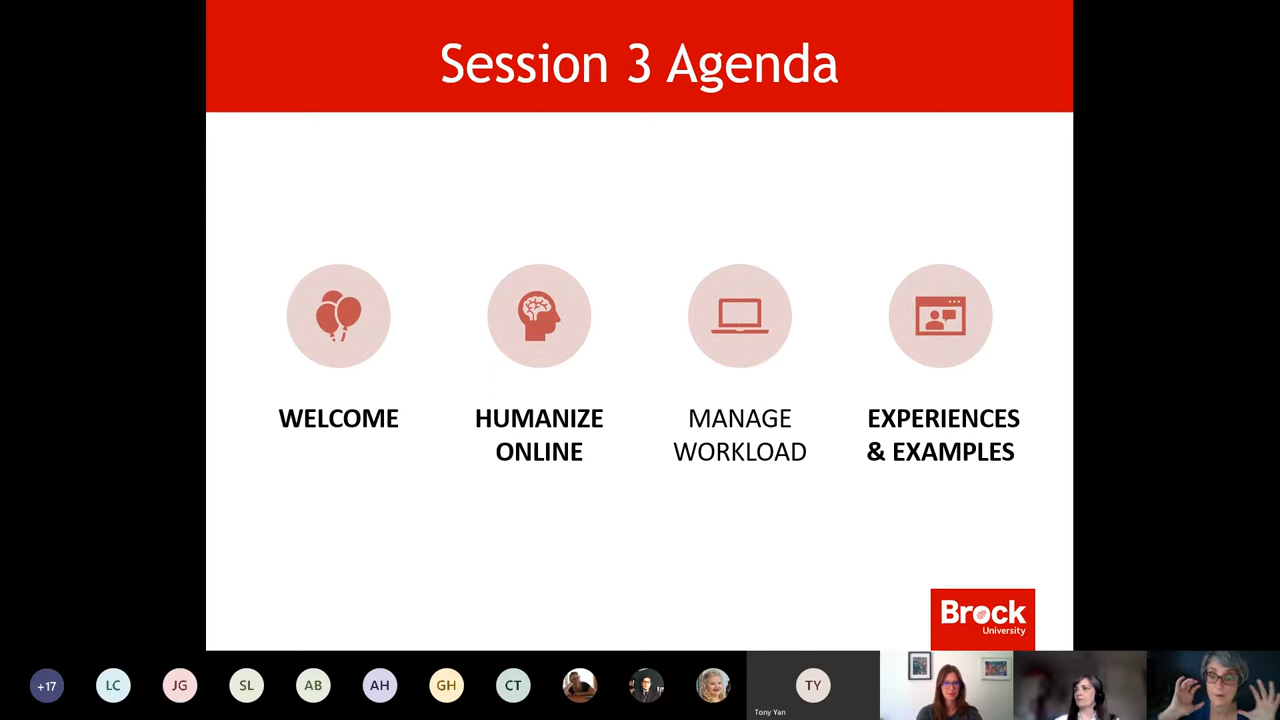 Session 3 Agenda
WELCOME
HUMANIZE
ONLINE
MANAGE
WORKLOAD
EXPERIENCES
& EXAMPLES
Brock
University
+17
LC
JG
SL
AB
AH
GH
CT
TY
Tony Yan